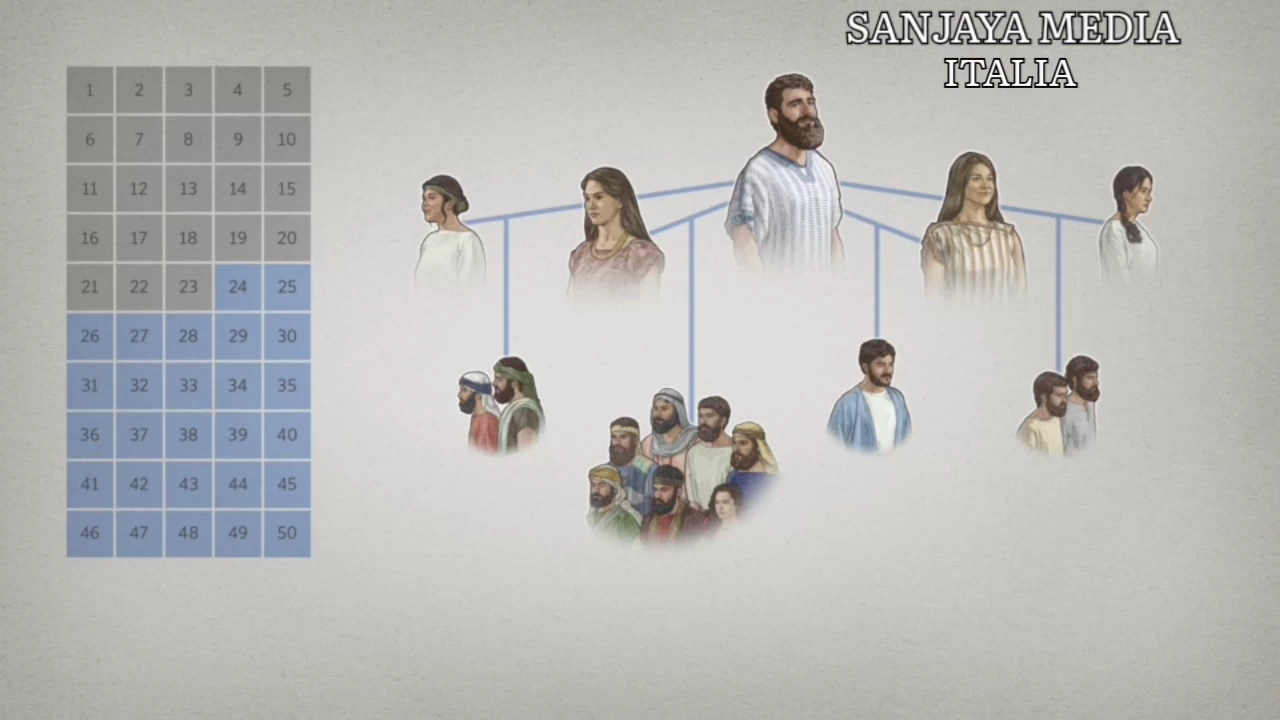 SANJAYA MEDIA
ITALIA
1 2 3 4 5
6 7 8 9 10
11 12 13 14 15
16 17 18 19 20
21 22 23 24 25
26 27 28 29 30
31 32 33 34 35
36 37 38 39 40
41 42 43 44 45
46 47 48 49 50